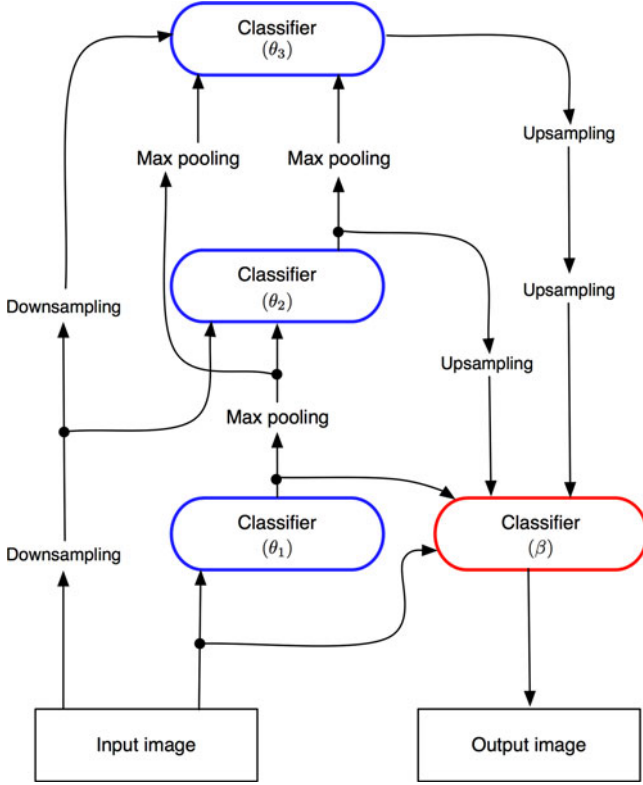 Classifier
(θ₃)
Upsampling
Max pooling
Max pooling
Classifier
(θ₂)
Downsampling
Upsampling
Upsampling
Max pooling
Classifier
(θ₁)
Classifier
(β)
Downsampling
Input image
Output image